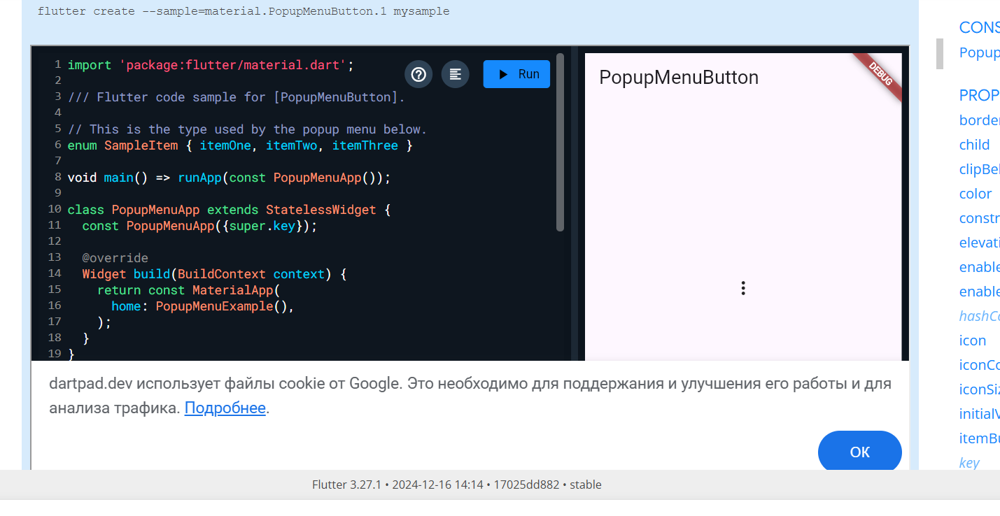 flutter create --sample=material.PopupMenuButton.1 mysample
1 import 'package:flutter/material.dart';
2
3 /// Flutter code sample for [PopupMenuButton].
4
5 // This is the type used by the popup menu below.
6 enum SampleItem { itemOne, itemTwo, itemThree }
7
8 void main() => runApp(const PopupMenuApp());
9
10 class PopupMenuApp extends StatelessWidget {
11   const PopupMenuApp({super.key});
12
13   @override
14   Widget build(BuildContext context) {
15     return const MaterialApp(
16       home: PopupMenuExample(),
17     );
18   }
19 }
Run
PopupMenuButton
DEBUG
dartpad.dev использует файлы cookie от Google. Это необходимо для поддержания и улучшения его работы и для
анализа трафика. Подробнее.
ОК
CONS
Popup
PROP
border
child
clipBeh
color
constr
elevati
enable
enable
hashCo
icon
iconCo
iconSiz
initialV
itemBu
key
Flutter 3.27.1 • 2024-12-16 14:14 • 17025dd882 • stable